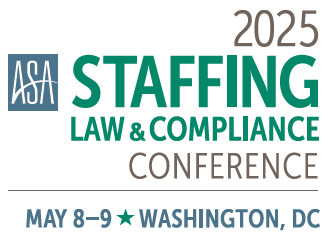 2025
ASA STAFFING
LAW & COMPLIANCE
CONFERENCE
MAY 8–9 ★ WASHINGTON, DC